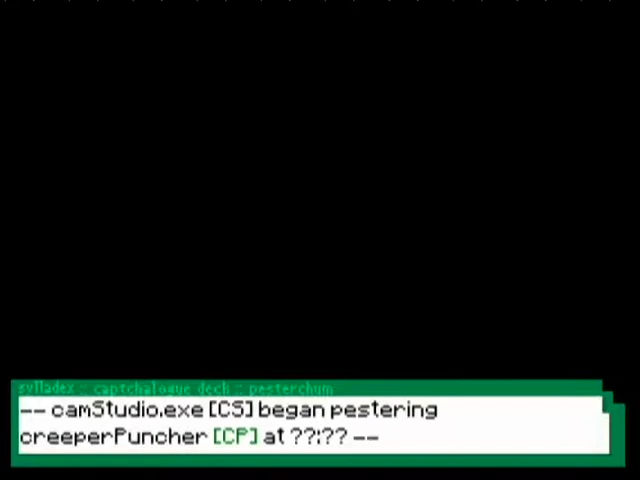 sylladex :: captchalogue deck :: pesterchum
-- camStudio.exe [CS] began pestering
creeperPuncher [CP] at ??:?? --